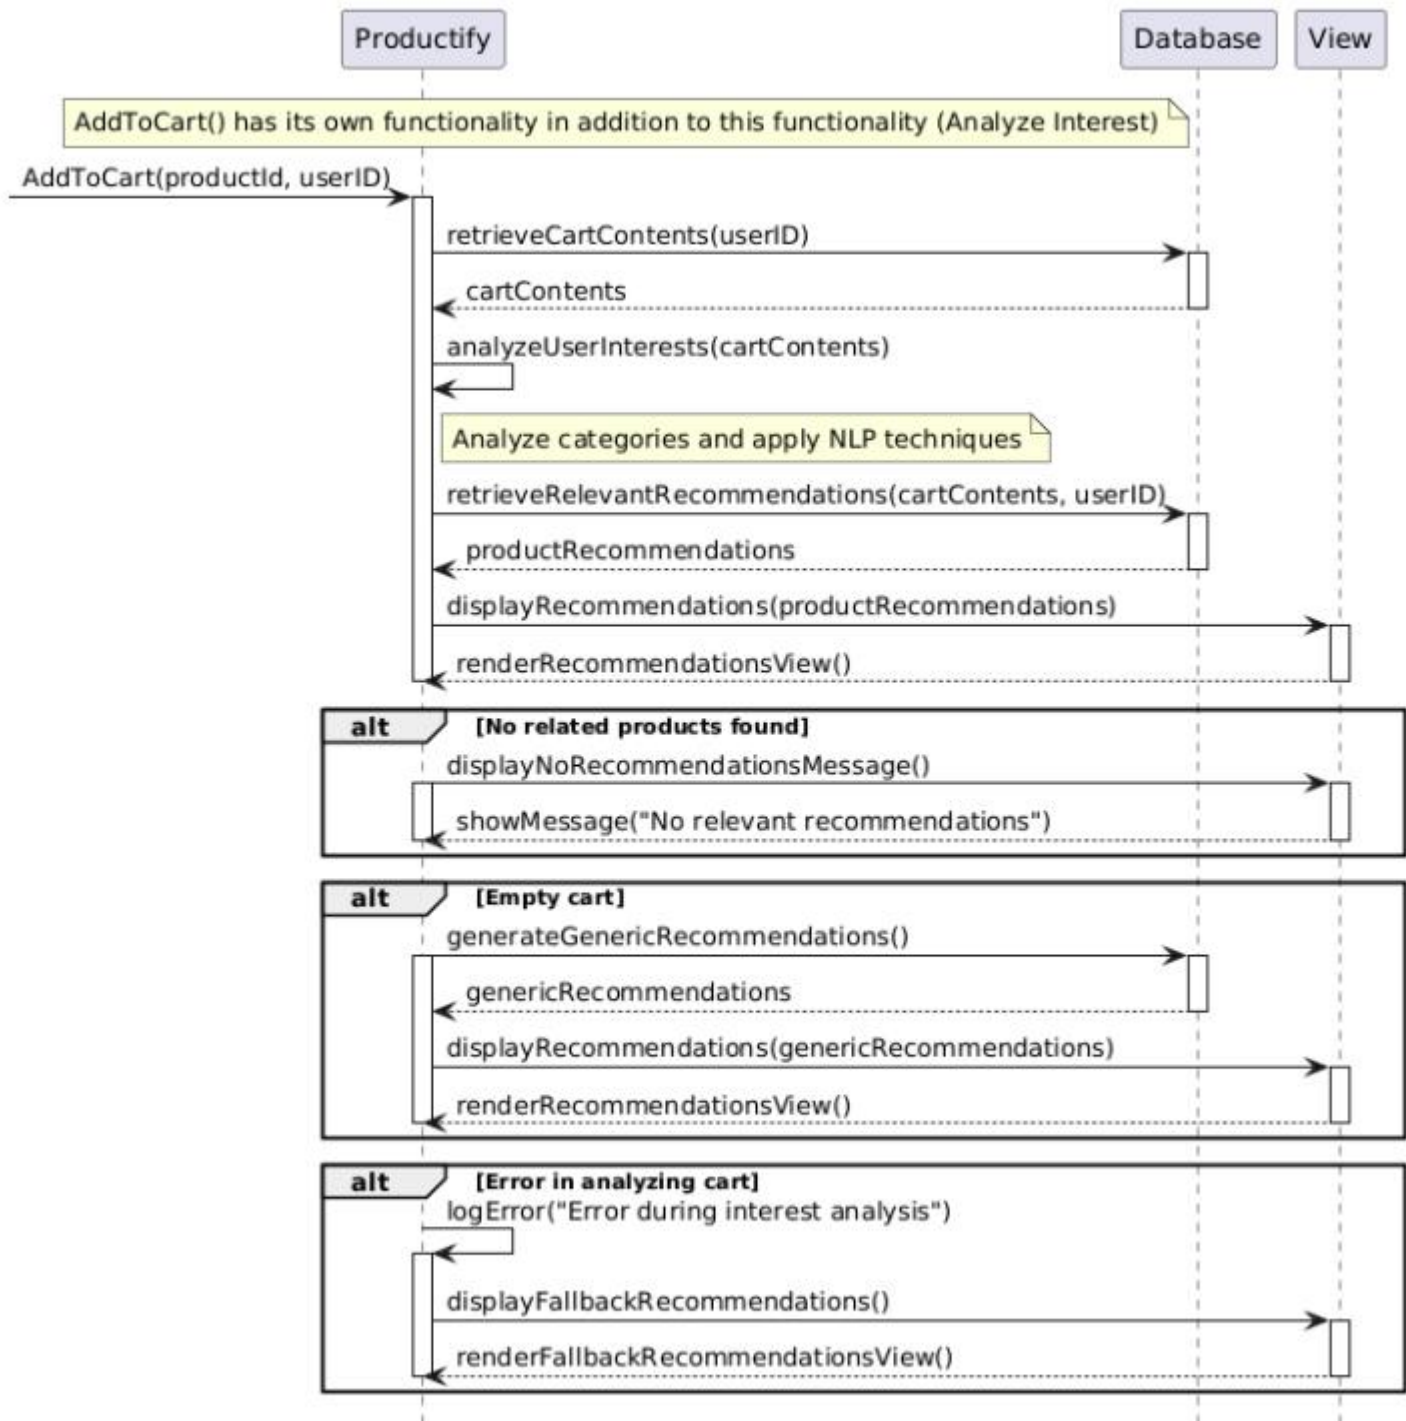 Productify
Database
View
AddToCart() has its own functionality in addition to this functionality (Analyze Interest)
AddToCart(productId, userID)
retrieveCartContents(userID)
cartContents
analyzeUserInterests(cartContents)
Analyze categories and apply NLP techniques
retrieveRelevantRecommendations(cartContents, userID)
productRecommendations
displayRecommendations(productRecommendations)
renderRecommendationsView()
alt [No related products found]
displayNoRecommendationsMessage()
showMessage("No relevant recommendations")
alt [Empty cart]
generateGenericRecommendations()
genericRecommendations
displayRecommendations(genericRecommendations)
renderRecommendationsView()
alt [Error in analyzing cart]
logError("Error during interest analysis")
displayFallbackRecommendations()
renderFallbackRecommendationsView()